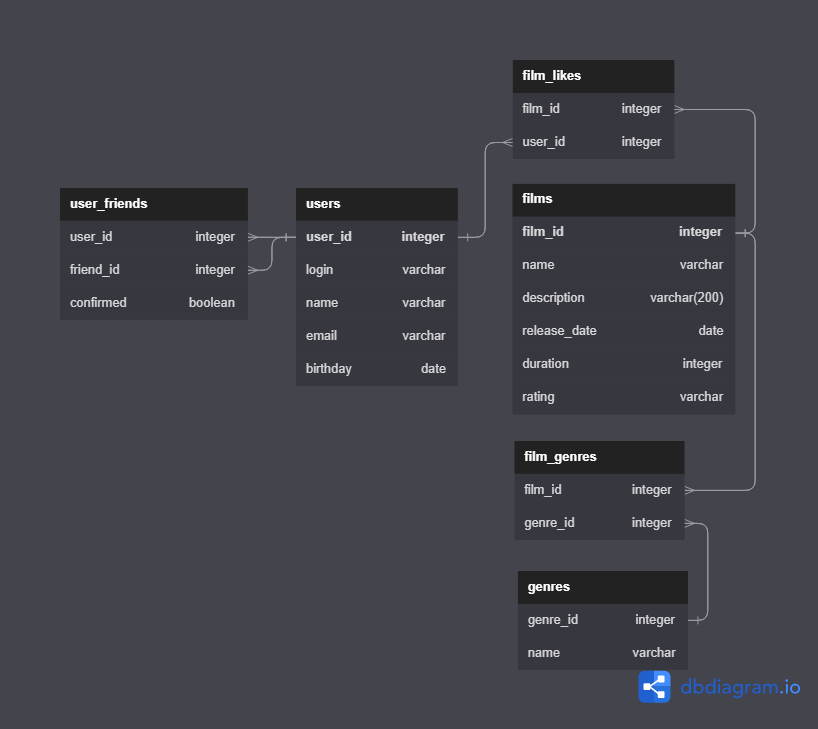 film_likes
film_id integer
user_id integer
user_friends
user_id integer
friend_id integer
confirmed boolean
users
user_id integer
login varchar
name varchar
email varchar
birthday date
films
film_id integer
name varchar
description varchar(200)
release_date date
duration integer
rating varchar
film_genres
film_id integer
genre_id integer
genres
genre_id integer
name varchar
dbdiagram.io